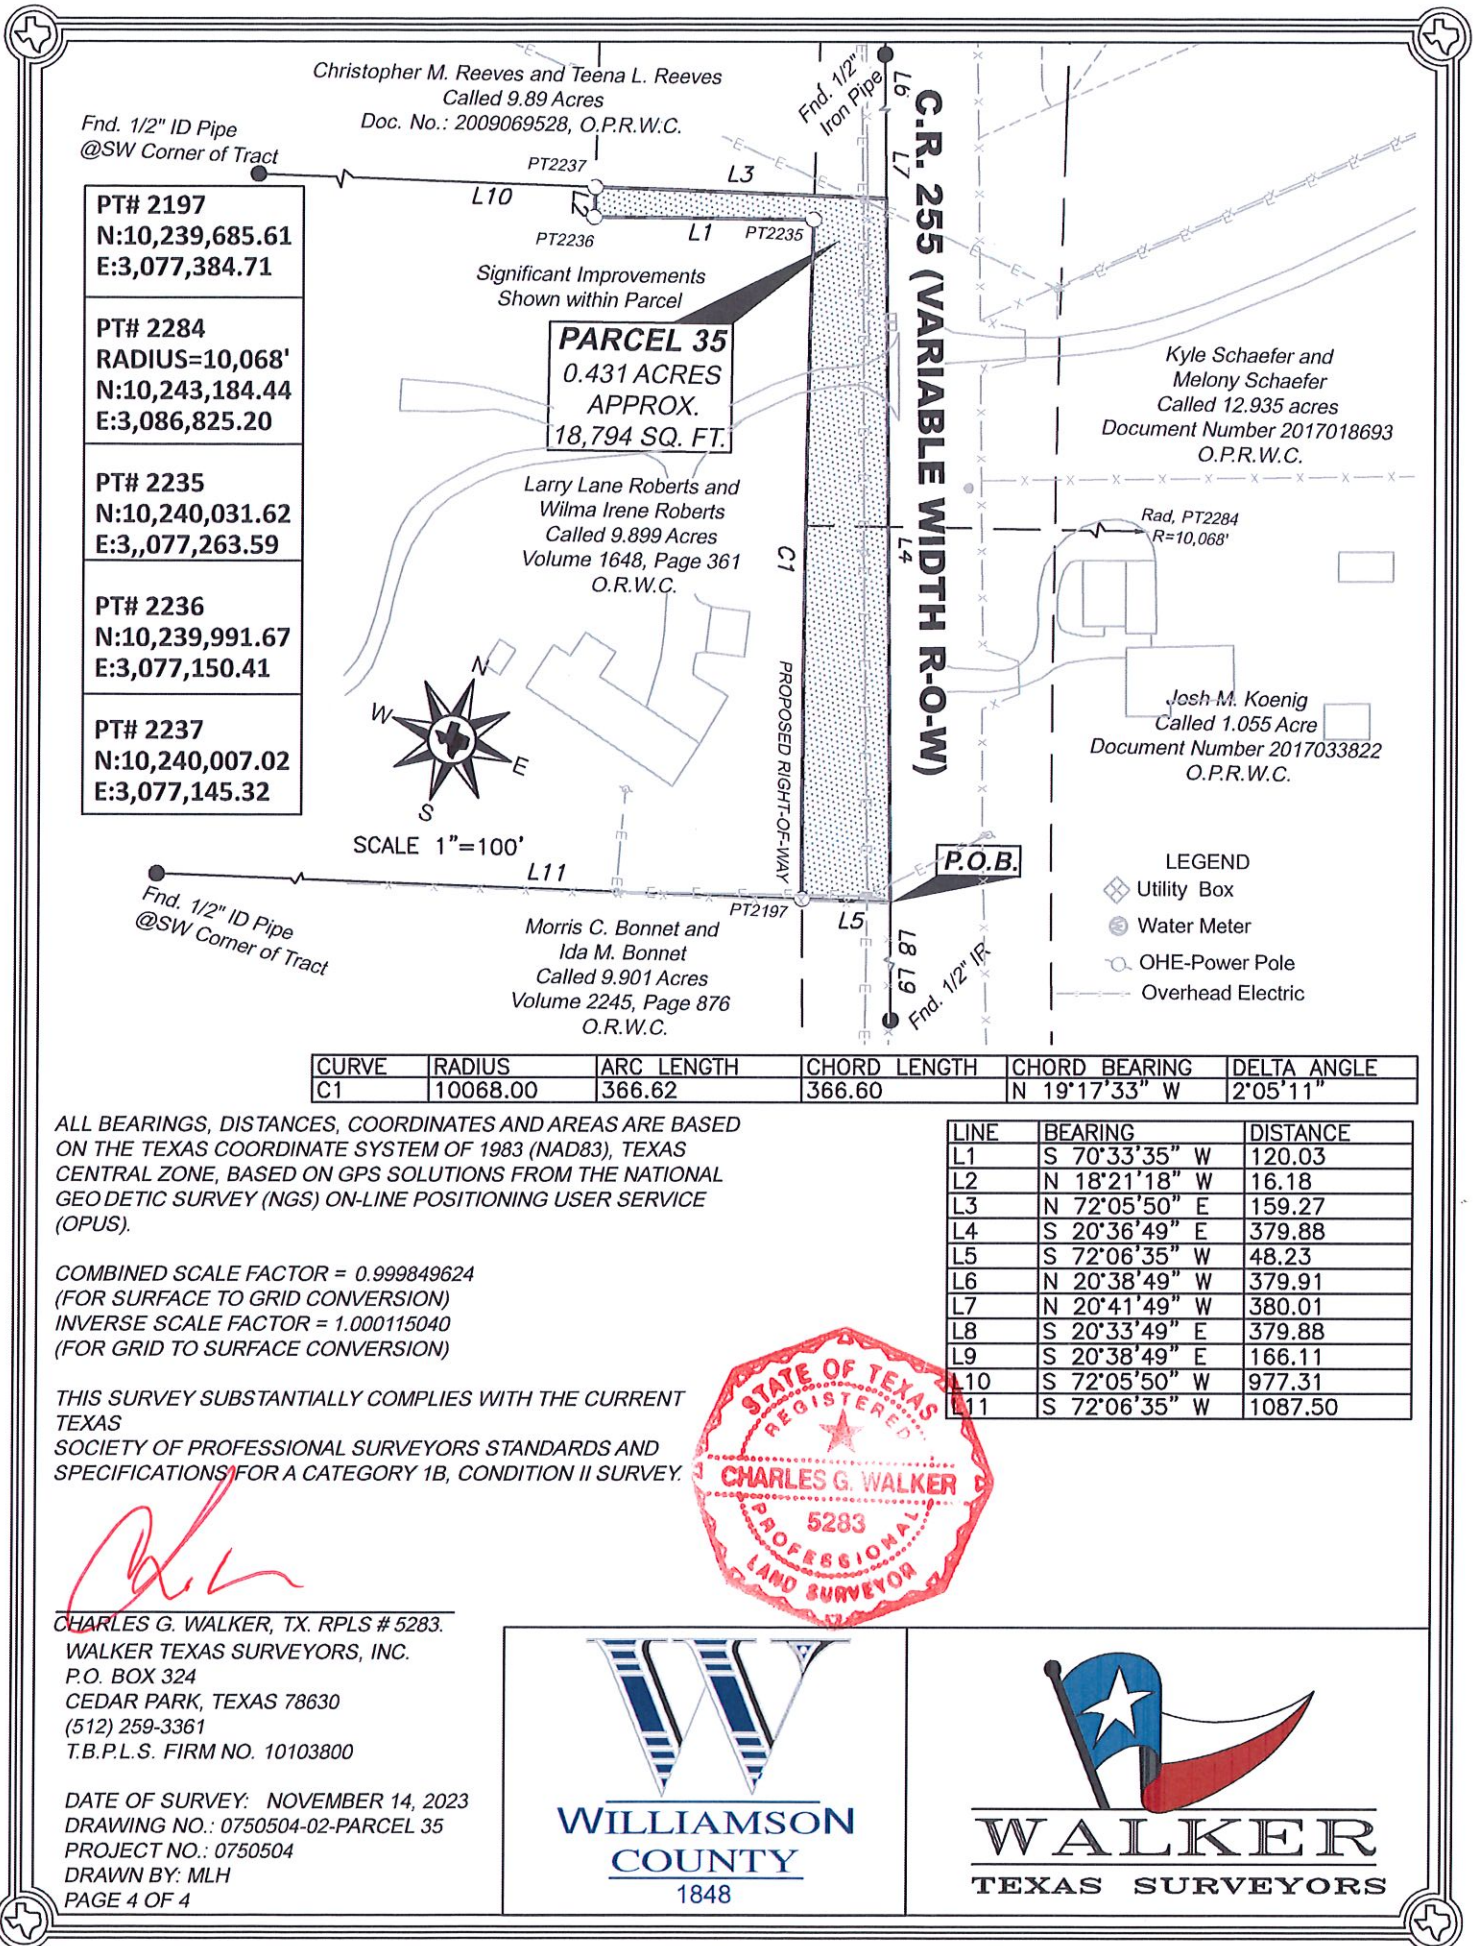 Christopher M. Reeves and Teena L. Reeves
Called 9.89 Acres
Doc. No.: 2009069528, O.P.R.W.C.
Fnd. 1/2" ID Pipe
@SW Corner of Tract
Fnd. 1/2"
Iron Pipe
L6
L7
C.R. 255 (VARIABLE WIDTH R-O-W)
PT2237
L10
L3
L2
PT2236
L1
PT2235
PT# 2197
N:10,239,685.61
E:3,077,384.71
PT# 2284
RADIUS=10,068'
N:10,243,184.44
E:3,086,825.20
PT# 2235
N:10,240,031.62
E:3,,077,263.59
PT# 2236
N:10,239,991.67
E:3,077,150.41
PT# 2237
N:10,240,007.02
E:3,077,145.32
Significant Improvements
Shown within Parcel
PARCEL 35
0.431 ACRES
APPROX.
18,794 SQ. FT.
Larry Lane Roberts and
Wilma Irene Roberts
Called 9.899 Acres
Volume 1648, Page 361
O.R.W.C.
C1
L4
PROPOSED RIGHT-OF-WAY
Kyle Schaefer and
Melony Schaefer
Called 12.935 acres
Document Number 2017018693
O.P.R.W.C.
Rad, PT2284
R=10,068'
Josh M. Koenig
Called 1.055 Acre
Document Number 2017033822
O.P.R.W.C.
N
W
E
S
SCALE 1"=100'
L11
Fnd. 1/2" ID Pipe
@SW Corner of Tract
PT2197
L5
P.O.B.
L8
L9
Fnd. 1/2" IR
Morris C. Bonnet and
Ida M. Bonnet
Called 9.901 Acres
Volume 2245, Page 876
O.R.W.C.
LEGEND
Utility Box
Water Meter
OHE-Power Pole
Overhead Electric
CURVE RADIUS ARC LENGTH CHORD LENGTH CHORD BEARING DELTA ANGLE
C1 10068.00 366.62 366.60 N 19°17'33" W 2°05'11"
ALL BEARINGS, DISTANCES, COORDINATES AND AREAS ARE BASED
ON THE TEXAS COORDINATE SYSTEM OF 1983 (NAD83), TEXAS
CENTRAL ZONE, BASED ON GPS SOLUTIONS FROM THE NATIONAL
GEO DETIC SURVEY (NGS) ON-LINE POSITIONING USER SERVICE
(OPUS).
COMBINED SCALE FACTOR = 0.999849624
(FOR SURFACE TO GRID CONVERSION)
INVERSE SCALE FACTOR = 1.000115040
(FOR GRID TO SURFACE CONVERSION)
THIS SURVEY SUBSTANTIALLY COMPLIES WITH THE CURRENT
TEXAS
SOCIETY OF PROFESSIONAL SURVEYORS STANDARDS AND
SPECIFICATIONS FOR A CATEGORY 1B, CONDITION II SURVEY.
LINE BEARING DISTANCE
L1 S 70°33'35" W 120.03
L2 N 18°21'18" W 16.18
L3 N 72°05'50" E 159.27
L4 S 20°36'49" E 379.88
L5 S 72°06'35" W 48.23
L6 N 20°38'49" W 379.91
L7 N 20°41'49" W 380.01
L8 S 20°33'49" E 379.88
L9 S 20°38'49" E 166.11
L10 S 72°05'50" W 977.31
L11 S 72°06'35" W 1087.50
STATE OF TEXAS
REGISTERED
CHARLES G. WALKER
5283
PROFESSIONAL
LAND SURVEYOR
CHARLES G. WALKER, TX. RPLS # 5283.
WALKER TEXAS SURVEYORS, INC.
P.O. BOX 324
CEDAR PARK, TEXAS 78630
(512) 259-3361
T.B.P.L.S. FIRM NO. 10103800
DATE OF SURVEY: NOVEMBER 14, 2023
DRAWING NO.: 0750504-02-PARCEL 35
PROJECT NO.: 0750504
DRAWN BY: MLH
PAGE 4 OF 4
W
WILLIAMSON
COUNTY
1848
WALKER
TEXAS SURVEYORS